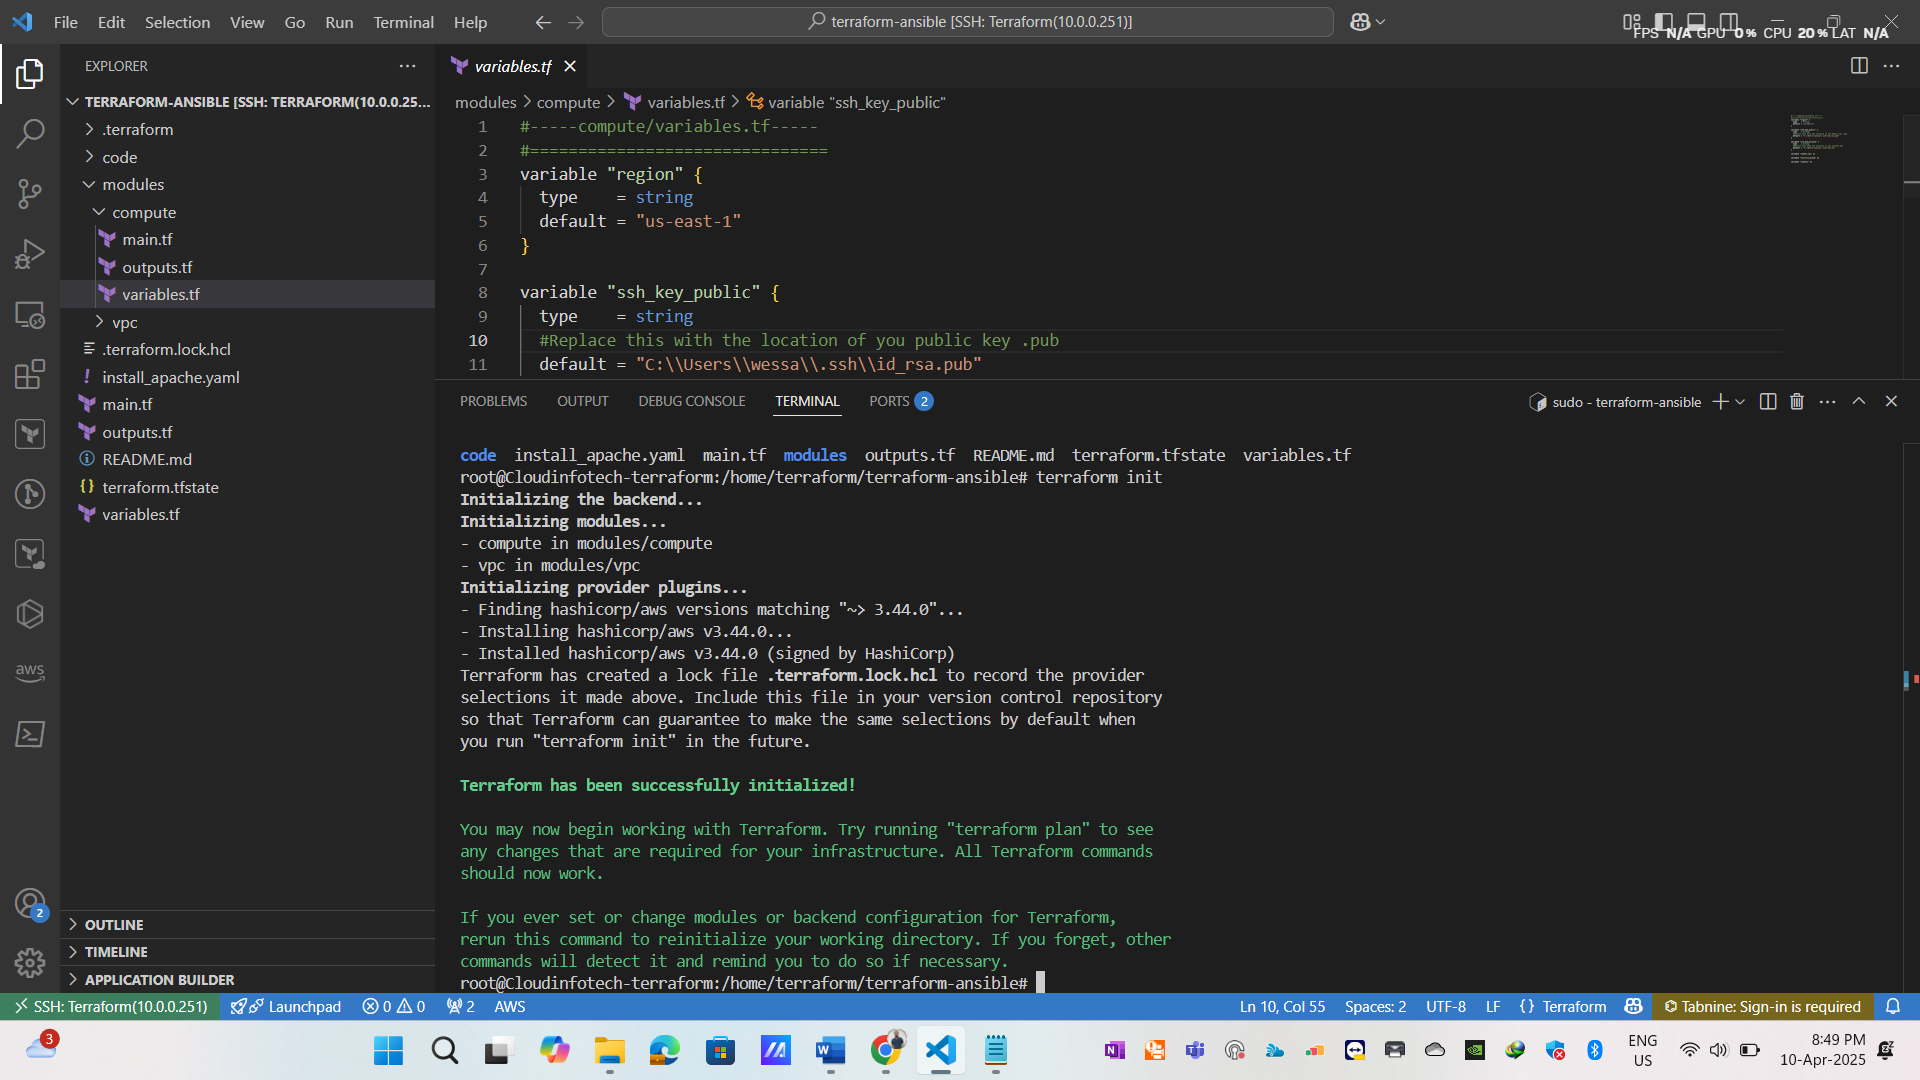 File Edit Selection View Go Run Terminal Help
terraform-ansible [SSH: Terraform(10.0.0.251)]
FPS N/A GPU 0% CPU 20% LAT N/A
EXPLORER
TERRAFORM-ANSIBLE [SSH: TERRAFORM(10.0.0.25...
.terraform
code
modules
compute
main.tf
outputs.tf
variables.tf
vpc
.terraform.lock.hcl
install_apache.yaml
main.tf
outputs.tf
README.md
terraform.tfstate
variables.tf
OUTLINE
TIMELINE
APPLICATION BUILDER
aws
2
variables.tf
modules > compute > variables.tf > variable "ssh_key_public"
1 #-----compute/variables.tf-----
2 #===============================
3 variable "region" {
4 type = string
5 default = "us-east-1"
6 }
7
8 variable "ssh_key_public" {
9 type = string
10 #Replace this with the location of you public key .pub
11 default = "C:\\Users\\wessa\\.ssh\\id_rsa.pub"
PROBLEMS OUTPUT DEBUG CONSOLE TERMINAL PORTS 2
sudo - terraform-ansible
code install_apache.yaml main.tf modules outputs.tf README.md terraform.tfstate variables.tf
root@Cloudinfotech-terraform:/home/terraform/terraform-ansible# terraform init
Initializing the backend...
Initializing modules...
- compute in modules/compute
- vpc in modules/vpc
Initializing provider plugins...
- Finding hashicorp/aws versions matching "~> 3.44.0"...
- Installing hashicorp/aws v3.44.0...
- Installed hashicorp/aws v3.44.0 (signed by HashiCorp)
Terraform has created a lock file .terraform.lock.hcl to record the provider
selections it made above. Include this file in your version control repository
so that Terraform can guarantee to make the same selections by default when
you run "terraform init" in the future.
Terraform has been successfully initialized!
You may now begin working with Terraform. Try running "terraform plan" to see
any changes that are required for your infrastructure. All Terraform commands
should now work.
If you ever set or change modules or backend configuration for Terraform,
rerun this command to reinitialize your working directory. If you forget, other
commands will detect it and remind you to do so if necessary.
root@Cloudinfotech-terraform:/home/terraform/terraform-ansible#
SSH: Terraform(10.0.0.251) Launchpad 0 0 2 AWS Ln 10, Col 55 Spaces: 2 UTF-8 LF {} Terraform Tabnine: Sign-in is required
3
ENG
US
8:49 PM
10-Apr-2025